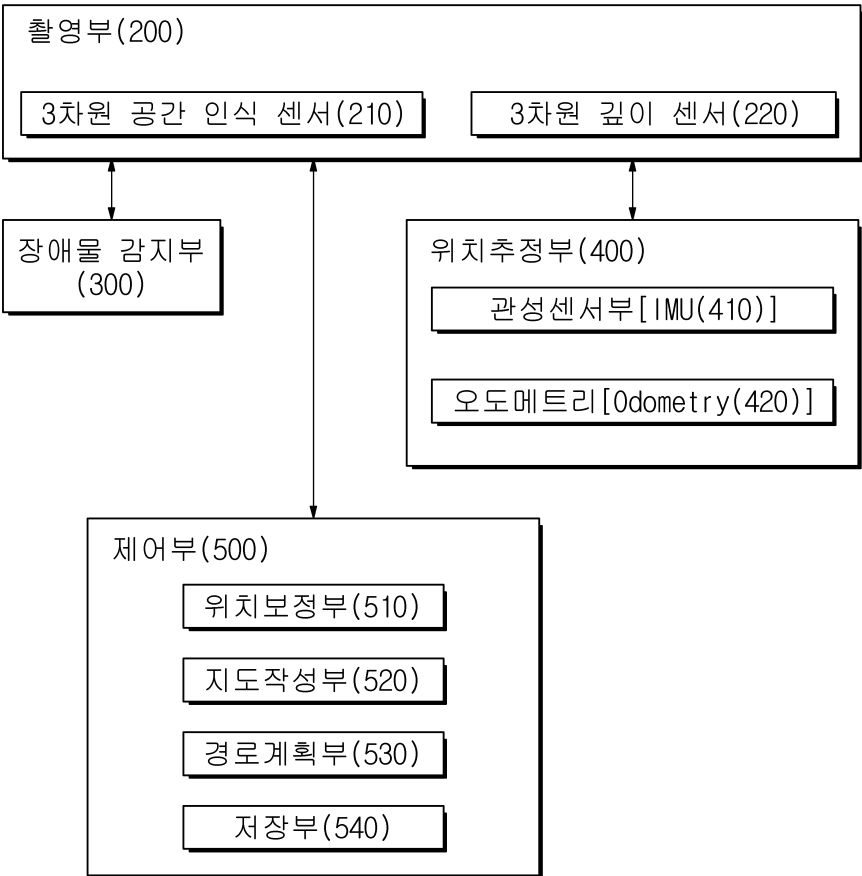 촬영부(200)
3차원 공간 인식 센서(210)
3차원 깊이 센서(220)
장애물 감지부
(300)
위치추정부(400)
관성센서부[IMU(410)]
오도메트리[Odometry(420)]
제어부(500)
위치보정부(510)
지도작성부(520)
경로계획부(530)
저장부(540)